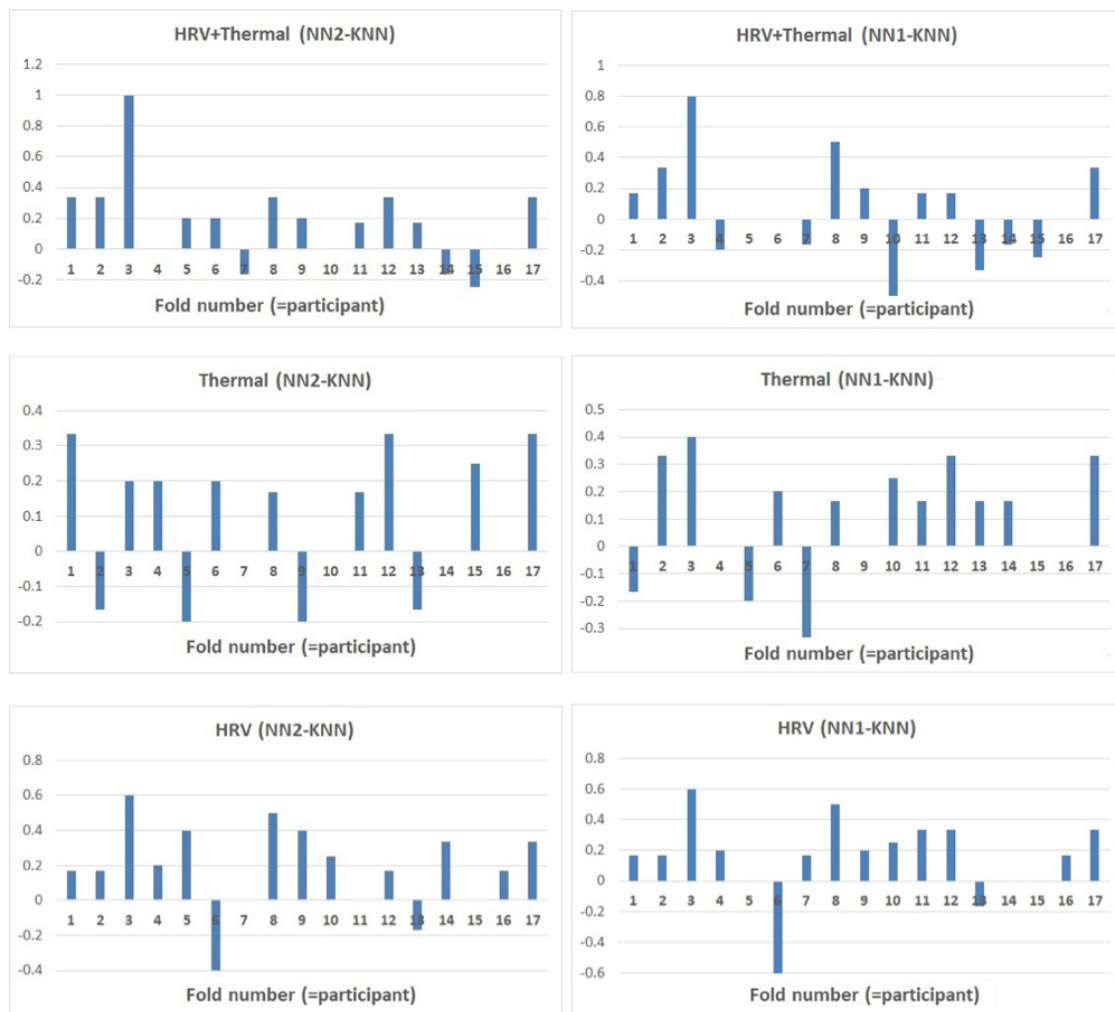 HRV+Thermal (NN2-KNN)
1.2
1
0.8
0.6
0.4
0.2
0
-0.2
1 2 3 4 5 6 7 8 9 10 11 12 13 14 15 16 17
Fold number (=participant)
HRV+Thermal (NN1-KNN)
1
0.8
0.6
0.4
0.2
0
-0.2
-0.4
1 2 3 4 5 6 7 8 9 10 11 12 13 14 15 16 17
Fold number (=participant)
Thermal (NN2-KNN)
0.4
0.3
0.2
0.1
0
-0.1
-0.2
1 2 3 4 5 6 7 8 9 10 11 12 13 14 15 16 17
Fold number (=participant)
Thermal (NN1-KNN)
0.5
0.4
0.3
0.2
0.1
0
-0.1
-0.2
-0.3
1 2 3 4 5 6 7 8 9 10 11 12 13 14 15 16 17
Fold number (=participant)
HRV (NN2-KNN)
0.8
0.6
0.4
0.2
0
-0.2
-0.4
1 2 3 4 5 6 7 8 9 10 11 12 13 14 15 16 17
Fold number (=participant)
HRV (NN1-KNN)
0.8
0.6
0.4
0.2
0
-0.2
-0.4
-0.6
1 2 3 4 5 6 7 8 9 10 11 12 13 14 15 16 17
Fold number (=participant)